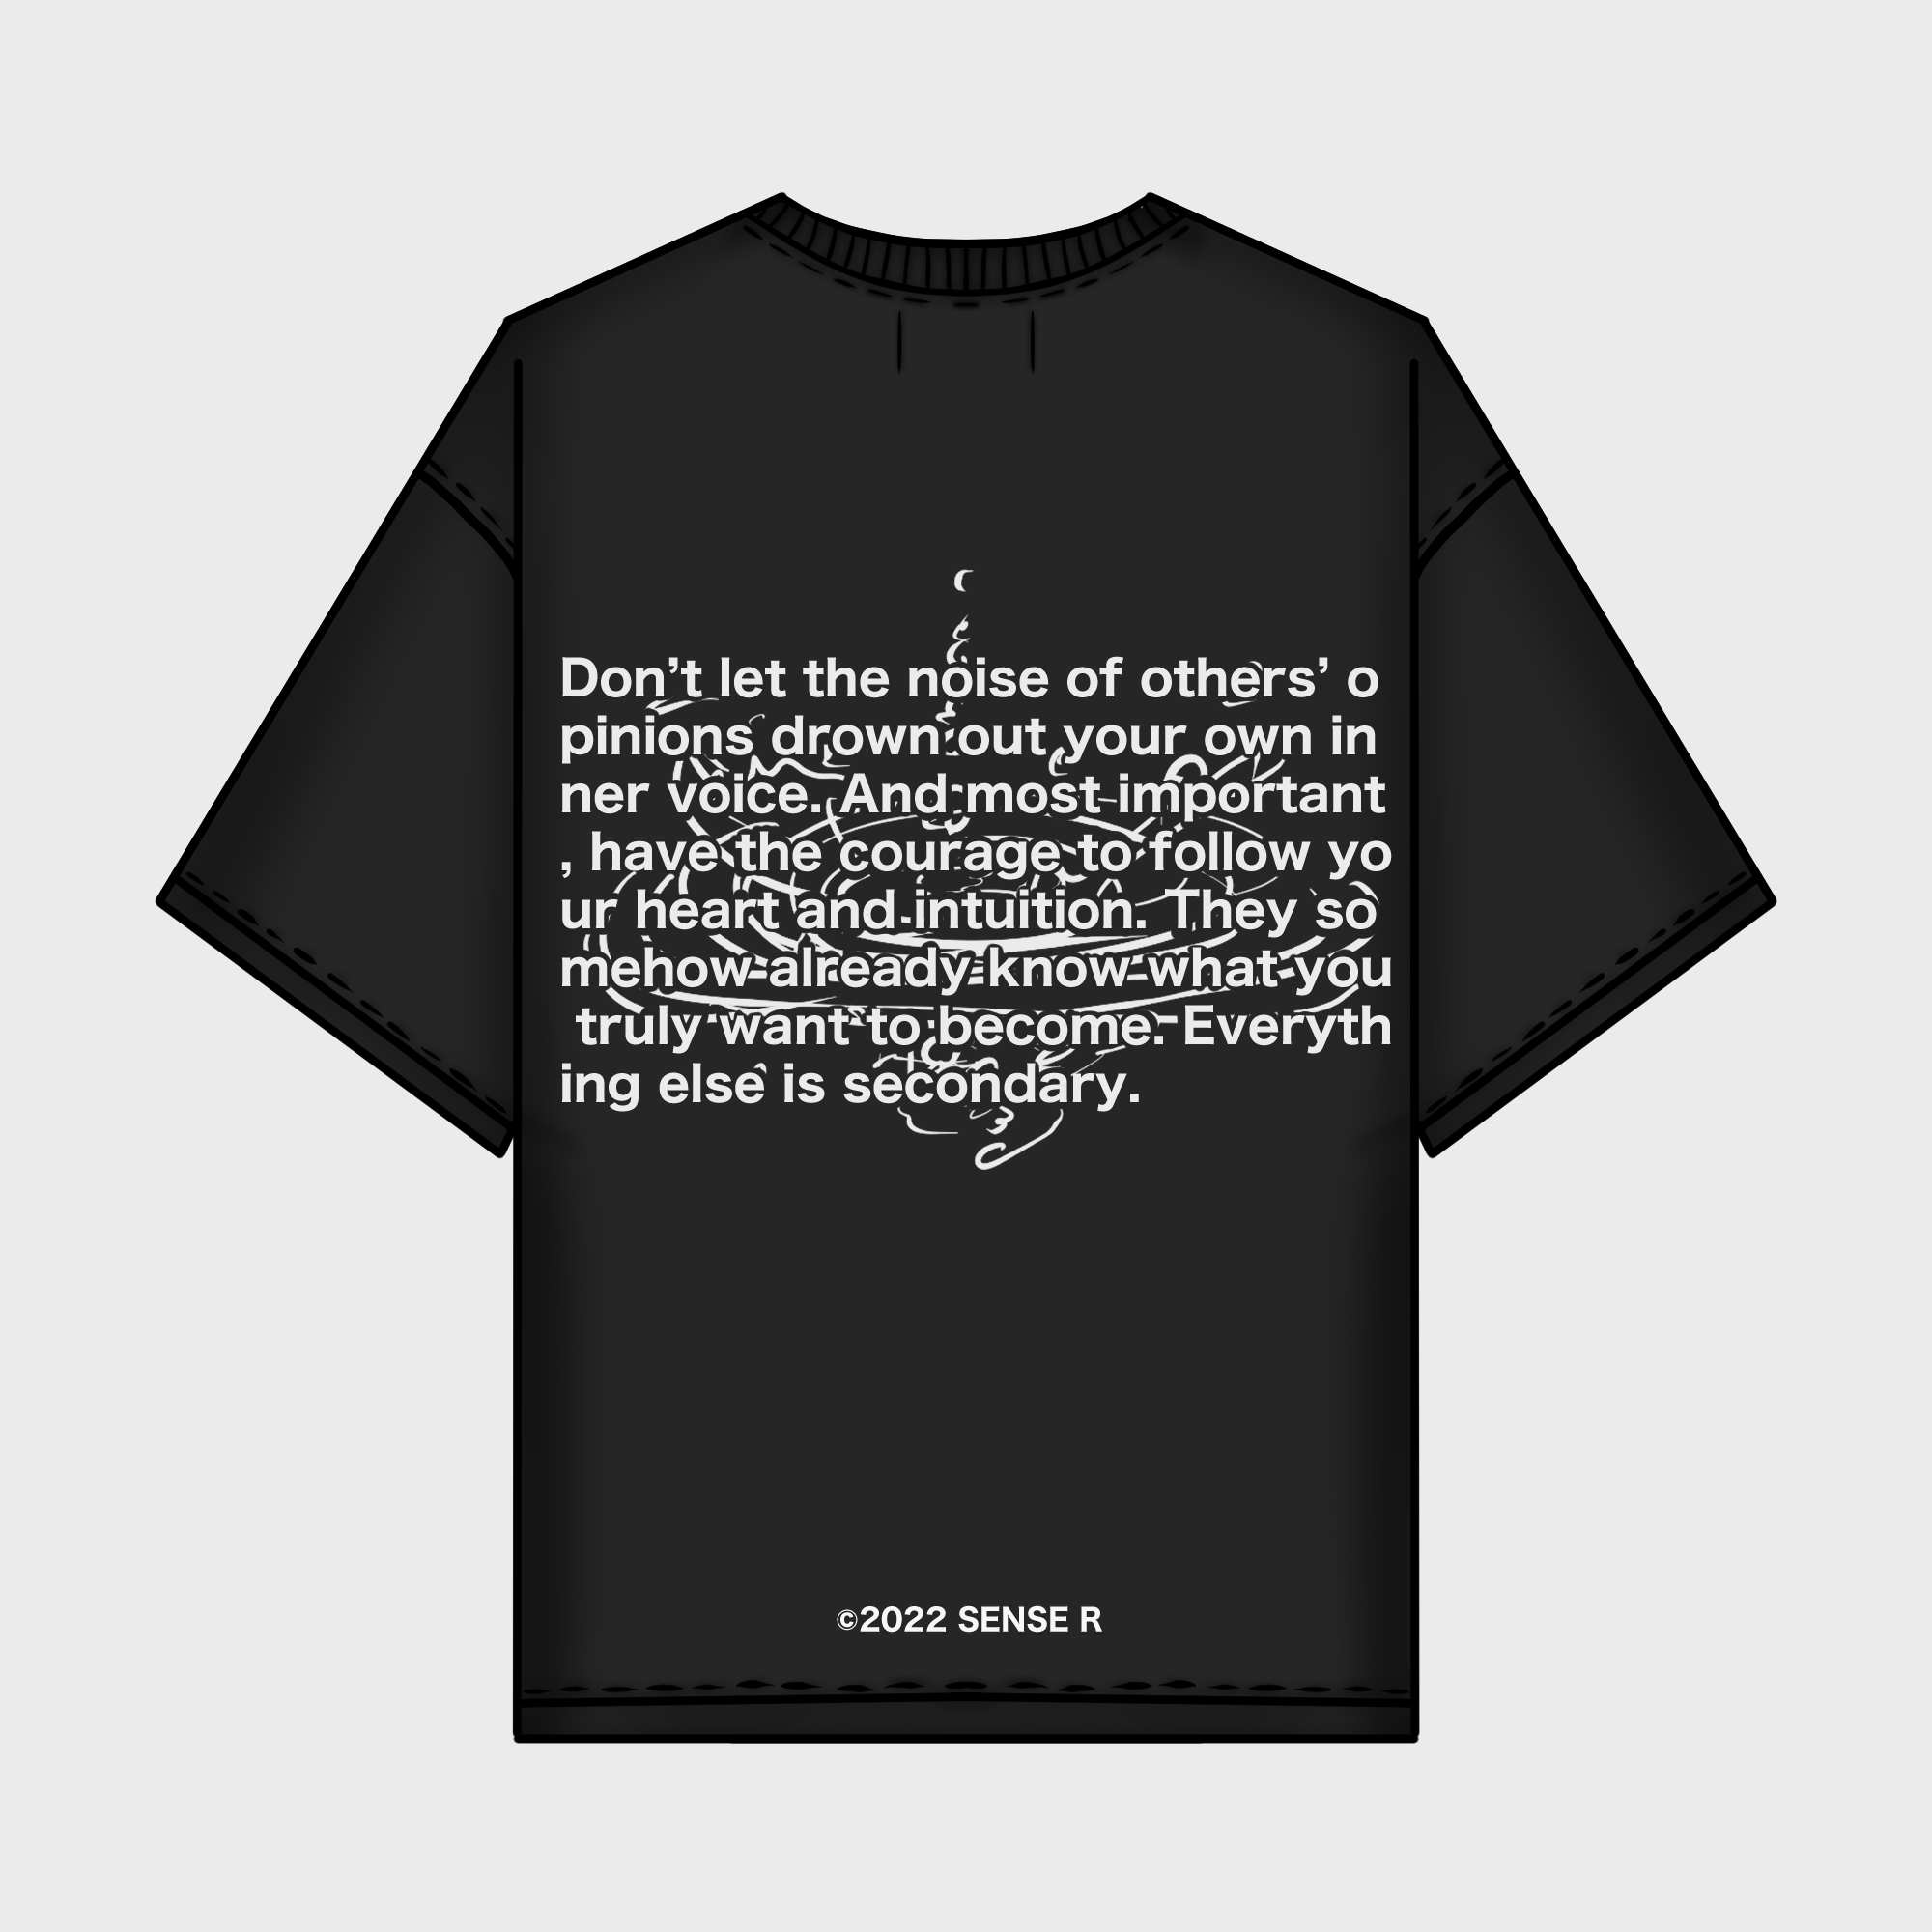 Don’t let the noise of others’ o
pinions drown out your own in
ner voice. And most important
, have the courage to follow yo
ur heart and intuition. They so
mehow already know what you
truly want to become. Everyth
ing else is secondary.
©2022 SENSE R